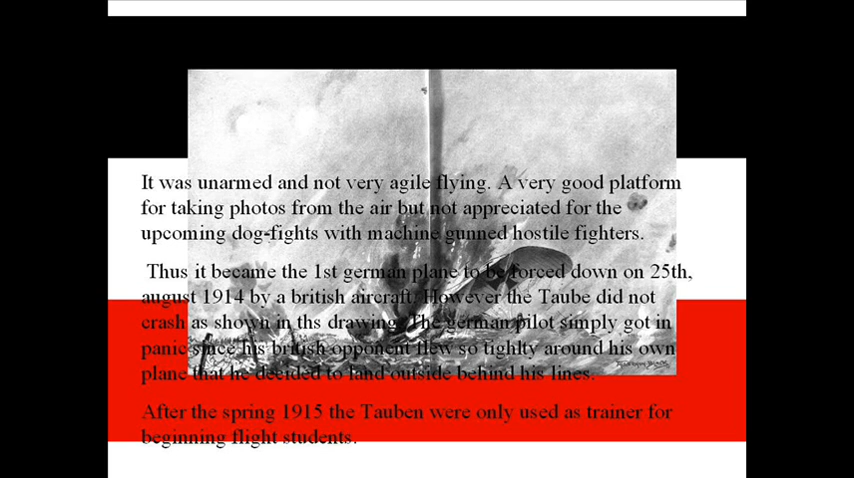 It was unarmed and not very agile flying. A very good platform
for taking photos from the air but not appreciated for the
upcoming dog-fights with machine gunned hostile fighters.
Thus it became the 1st german plane to be forced down on 25th,
august 1914 by a british aircraft. However the Taube did not
crash as shown in ths drawing. The german pilot simply got in
panic since his british opponent flew so tighlty around his own
plane that he decided to land outside behind his lines.
After the spring 1915 the Tauben were only used as trainer for
beginning flight students.